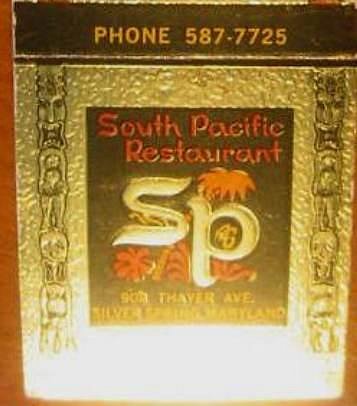 PHONE 587-7725
South Pacific
Restaurant
Sp
THAYER AVE.
SILVER SPRING, MARYLAND